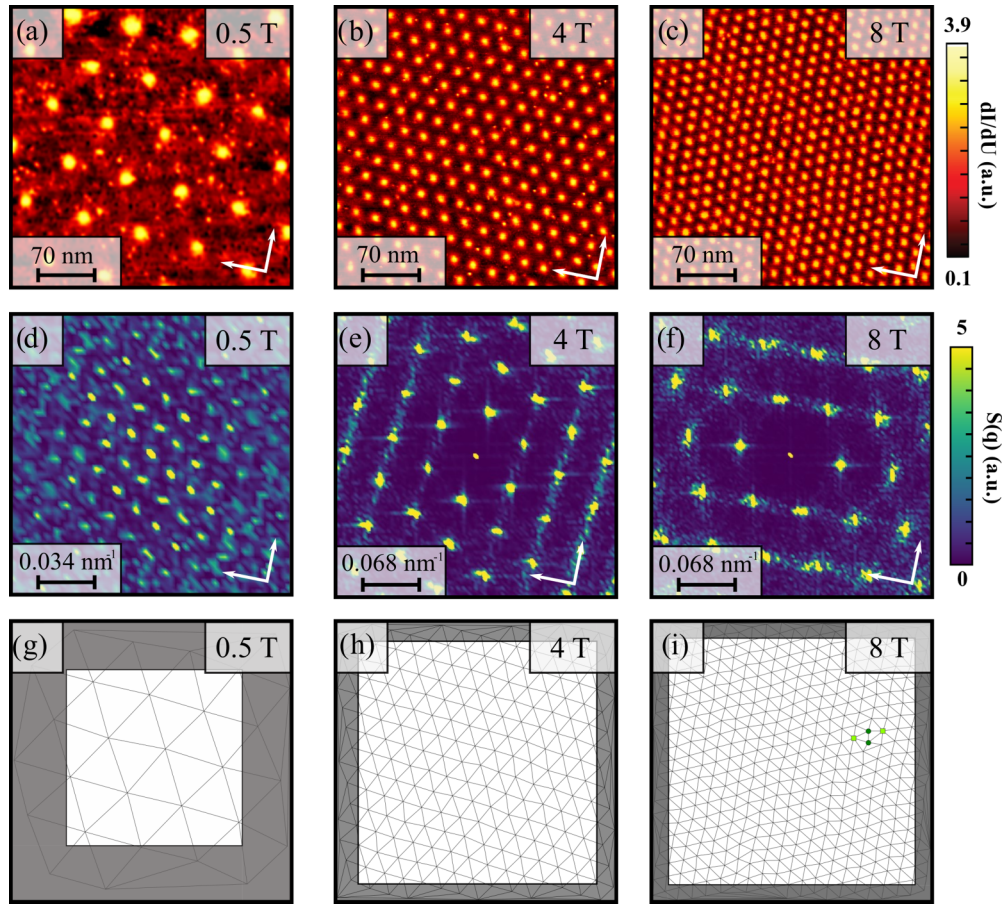 (a) 0.5 T
(b) 4 T
(c) 8 T
3.9
dI/dU (a.u.)
0.1
70 nm
70 nm
70 nm
(d) 0.5 T
(e) 4 T
(f) 8 T
5
S(q) (a.u.)
0
0.034 nm⁻¹
0.068 nm⁻¹
0.068 nm⁻¹
(g) 0.5 T
(h) 4 T
(i) 8 T